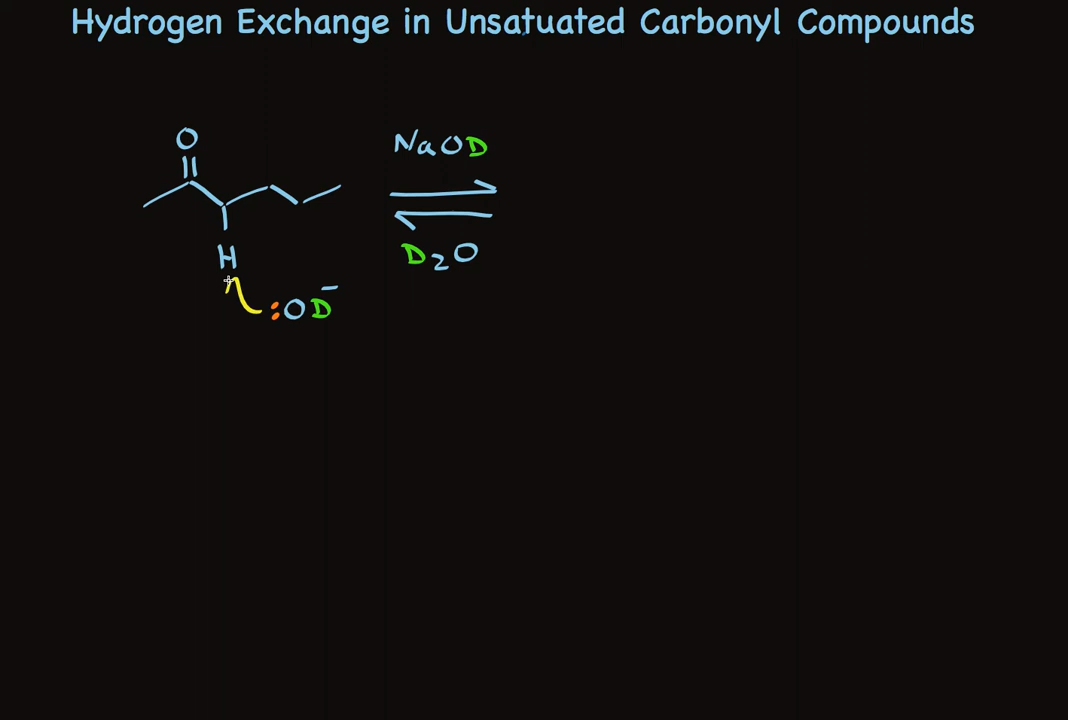 Hydrogen Exchange in Unsatuated Carbonyl Compounds
O
NaOD
H
D2O
:OD−